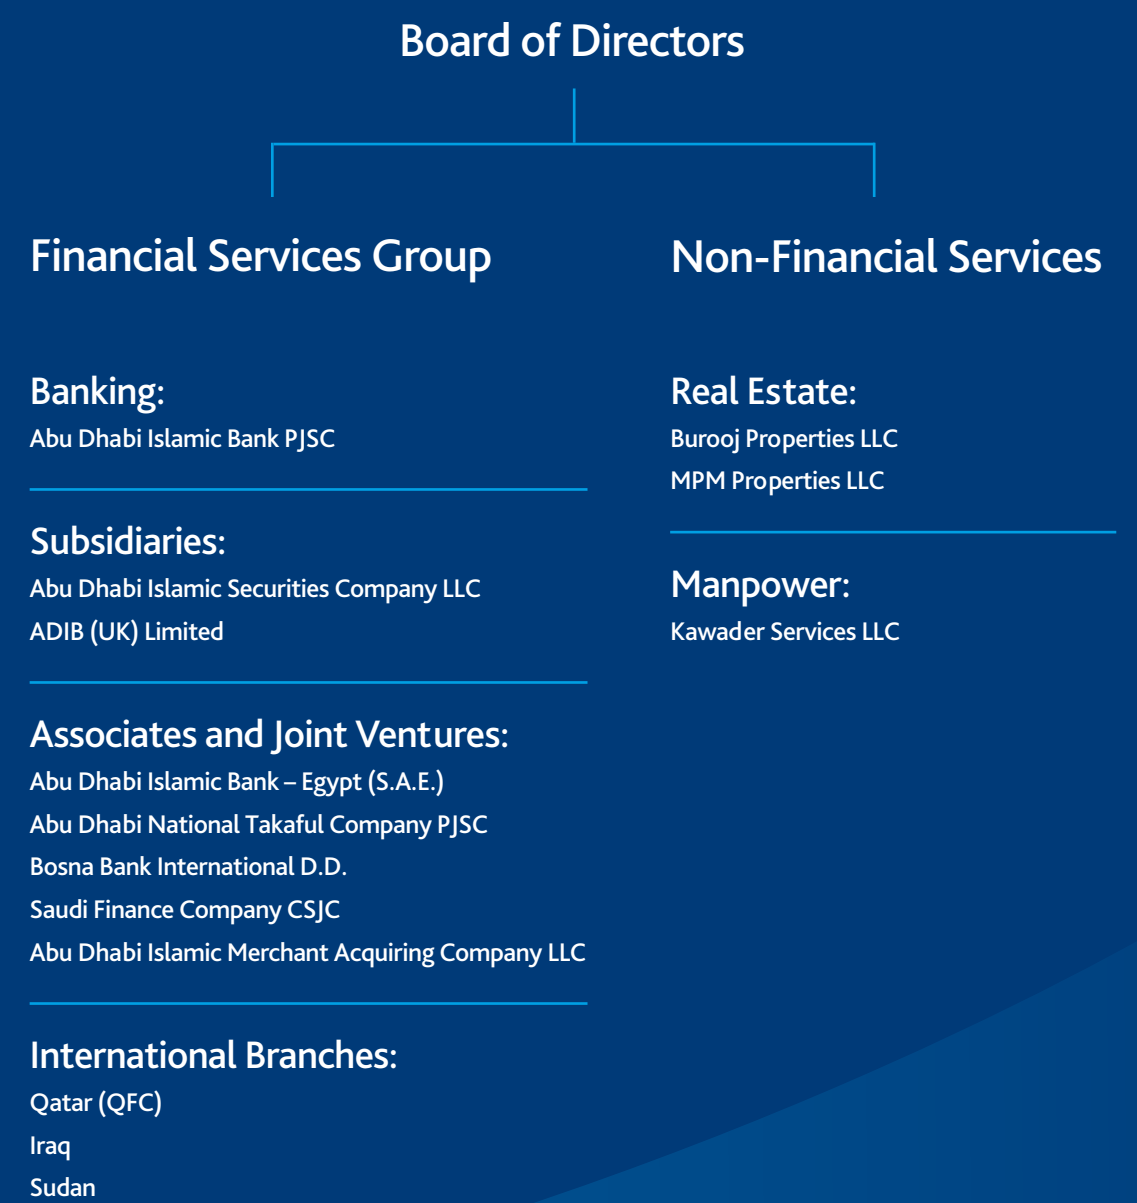 Board of Directors
Financial Services Group
Banking:
Abu Dhabi Islamic Bank PJSC
Subsidiaries:
Abu Dhabi Islamic Securities Company LLC
ADIB (UK) Limited
Associates and Joint Ventures:
Abu Dhabi Islamic Bank – Egypt (S.A.E.)
Abu Dhabi National Takaful Company PJSC
Bosna Bank International D.D.
Saudi Finance Company CSJC
Abu Dhabi Islamic Merchant Acquiring Company LLC
International Branches:
Qatar (QFC)
Iraq
Sudan
Non-Financial Services
Real Estate:
Burooj Properties LLC
MPM Properties LLC
Manpower:
Kawader Services LLC